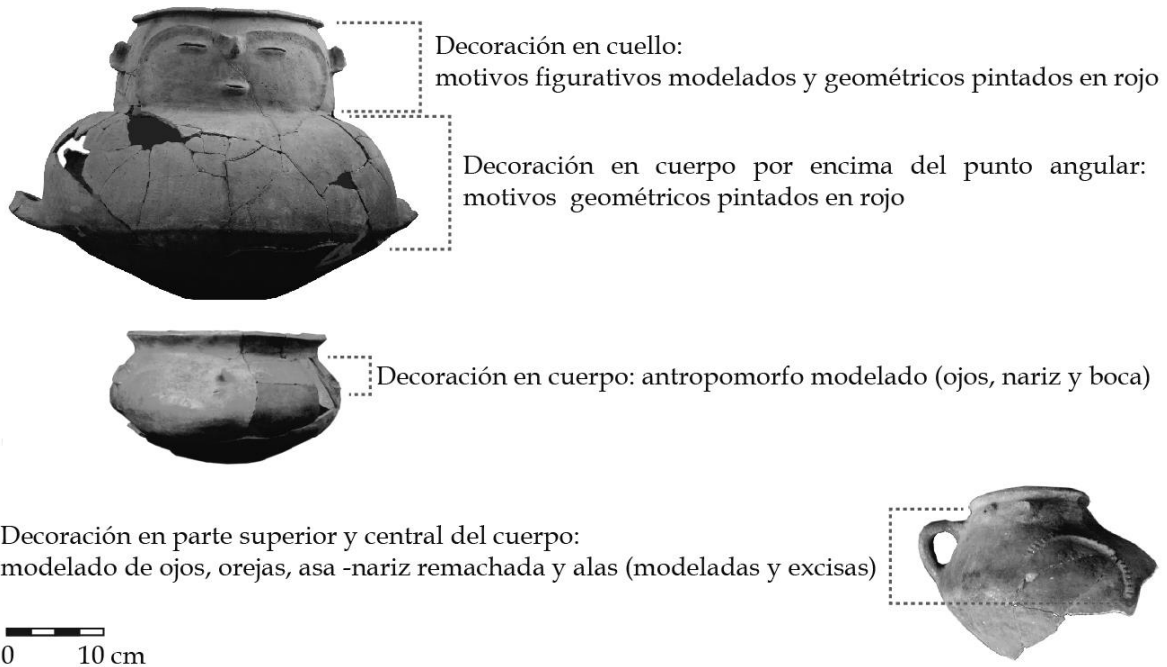 Decoración en cuello:
motivos figurativos modelados y geométricos pintados en rojo
Decoración en cuerpo por encima del punto angular:
motivos geométricos pintados en rojo
Decoración en cuerpo: antropomorfo modelado (ojos, nariz y boca)
Decoración en parte superior y central del cuerpo:
modelado de ojos, orejas, asa -nariz remachada y alas (modeladas y excisas)
0 10 cm